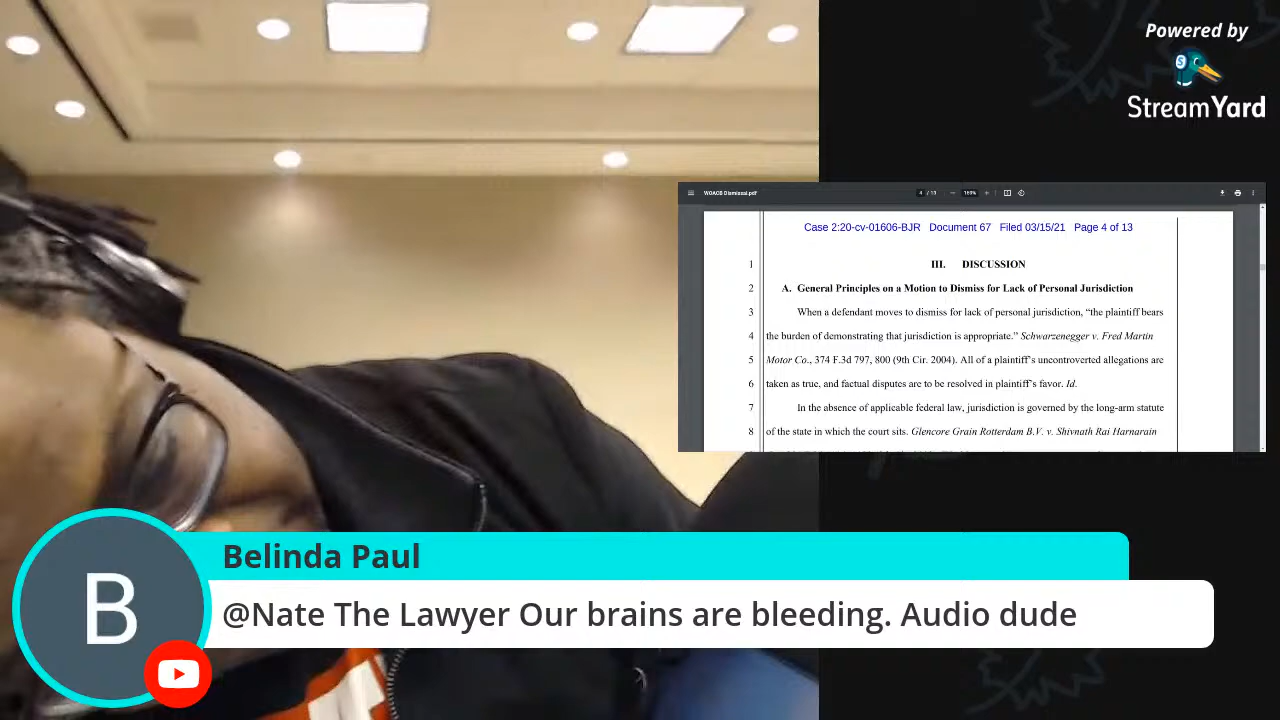 Powered by
StreamYard
WOACB Dismissal.pdf
4 / 13
150%
Case 2:20-cv-01606-BJR Document 67 Filed 03/15/21 Page 4 of 13
1 III. DISCUSSION
2 A. General Principles on a Motion to Dismiss for Lack of Personal Jurisdiction
3 When a defendant moves to dismiss for lack of personal jurisdiction, “the plaintiff bears
4 the burden of demonstrating that jurisdiction is appropriate.” Schwarzenegger v. Fred Martin
5 Motor Co., 374 F.3d 797, 800 (9th Cir. 2004). All of a plaintiff’s uncontroverted allegations are
6 taken as true, and factual disputes are to be resolved in plaintiff’s favor. Id.
7 In the absence of applicable federal law, jurisdiction is governed by the long-arm statute
8 of the state in which the court sits. Glencore Grain Rotterdam B.V. v. Shivnath Rai Harnarain
B
Belinda Paul
@Nate The Lawyer Our brains are bleeding. Audio dude